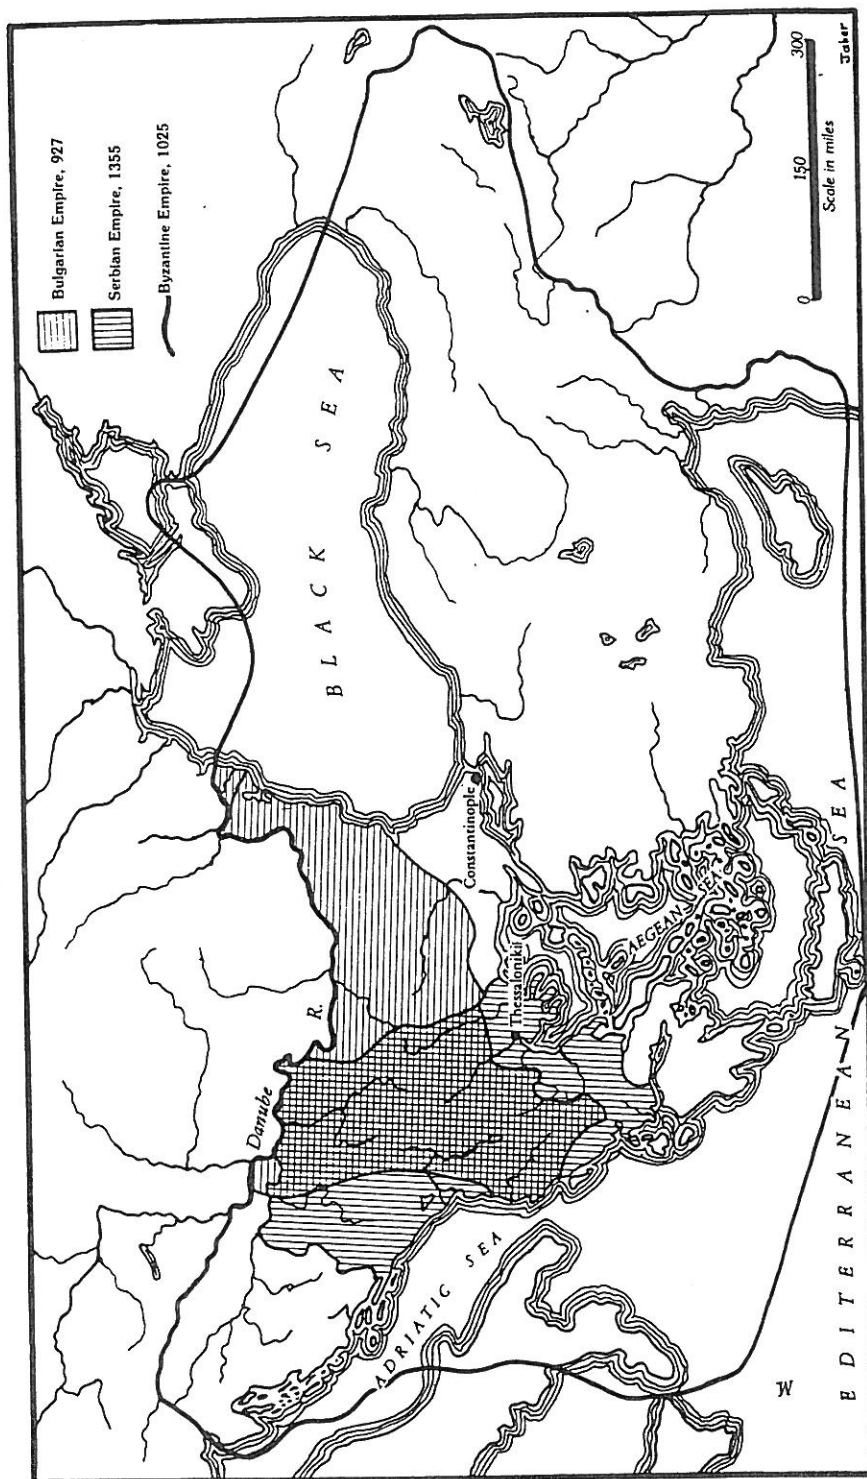 Bulgarian Empire, 927
Serbian Empire, 1355
Byzantine Empire, 1025
BLACK SEA
Constantinople
Danube R.
Thessaloniki
AEGEAN SEA
ADRIATIC SEA
MEDITERRANEAN SEA
0 150 300
Scale in miles
Jaber